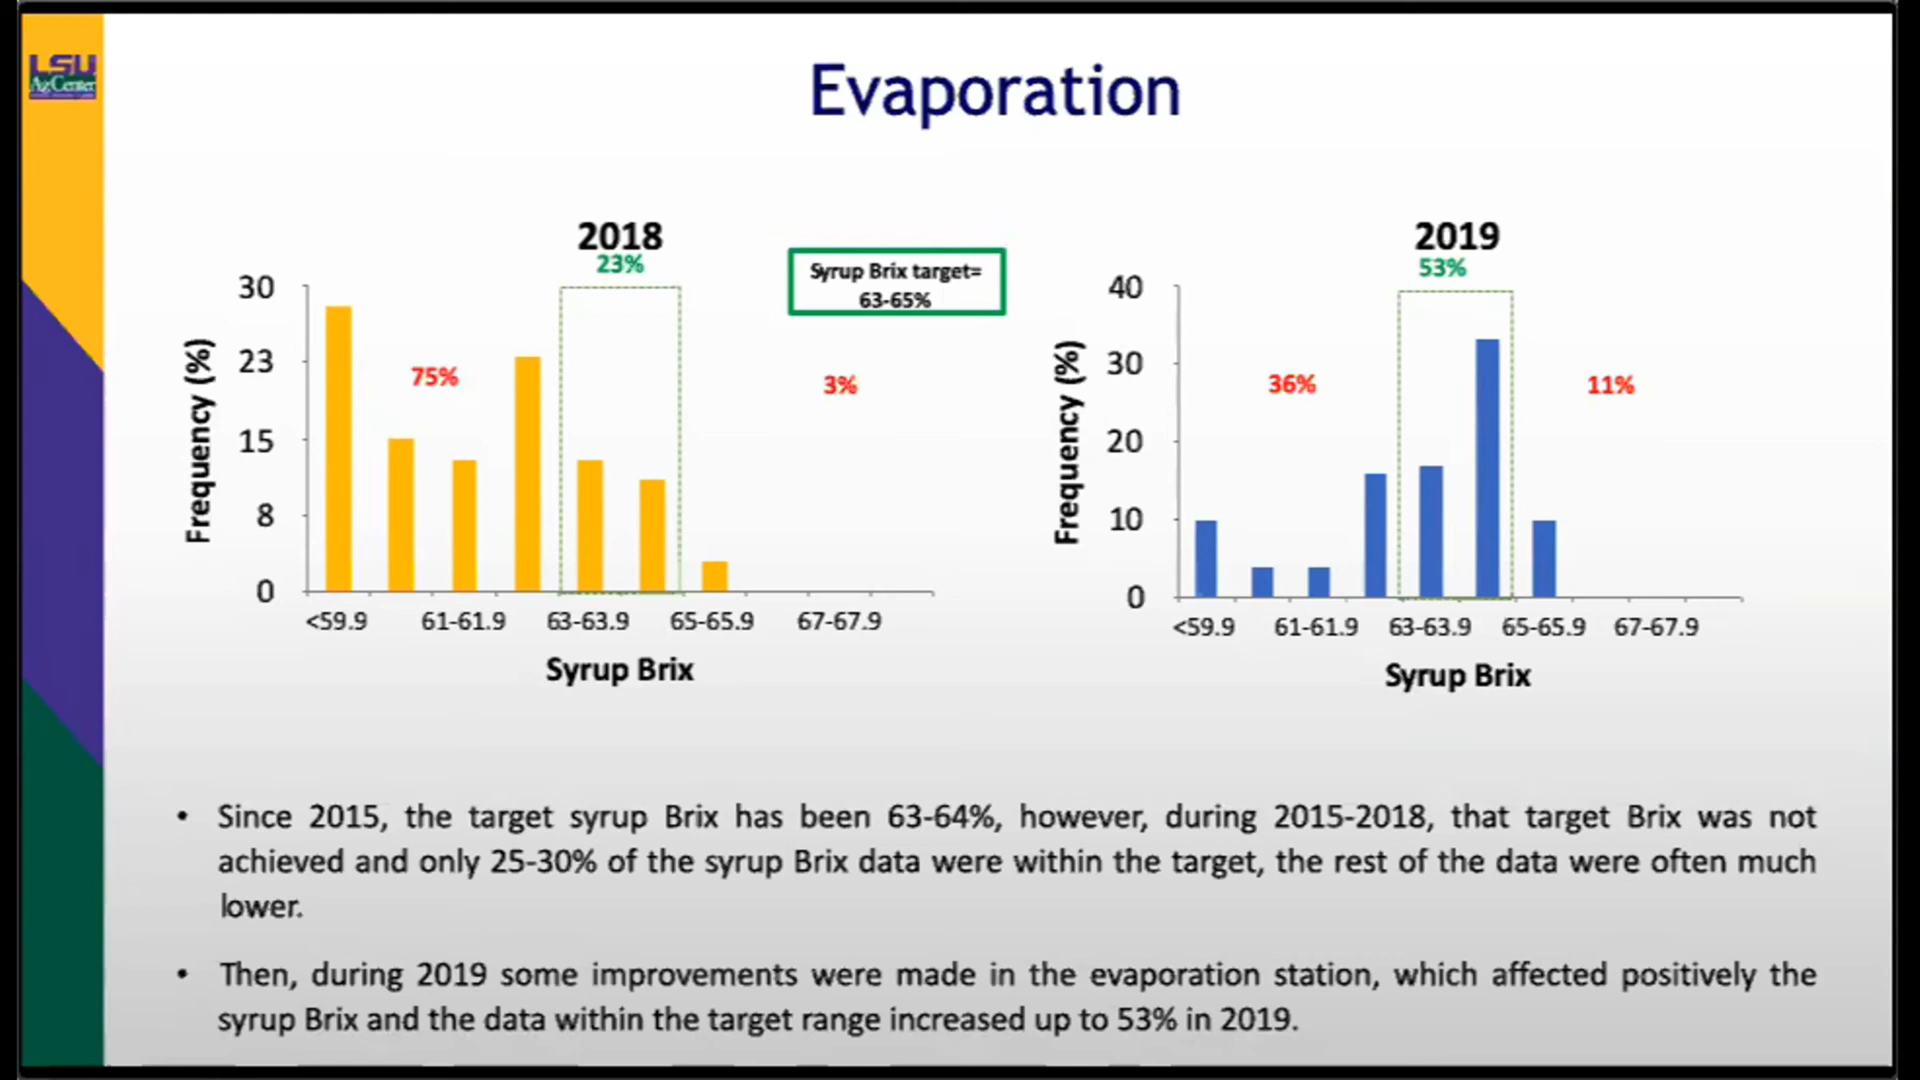 LSU
AgCenter
Evaporation
2018
23%
30
23
15
8
0
Frequency (%)
75%
3%
<59.9
61-61.9
63-63.9
65-65.9
67-67.9
Syrup Brix
Syrup Brix target=
63-65%
2019
53%
40
30
20
10
0
Frequency (%)
36%
11%
<59.9
61-61.9
63-63.9
65-65.9
67-67.9
Syrup Brix
• Since 2015, the target syrup Brix has been 63-64%, however, during 2015-2018, that target Brix was not
achieved and only 25-30% of the syrup Brix data were within the target, the rest of the data were often much
lower.
• Then, during 2019 some improvements were made in the evaporation station, which affected positively the
syrup Brix and the data within the target range increased up to 53% in 2019.